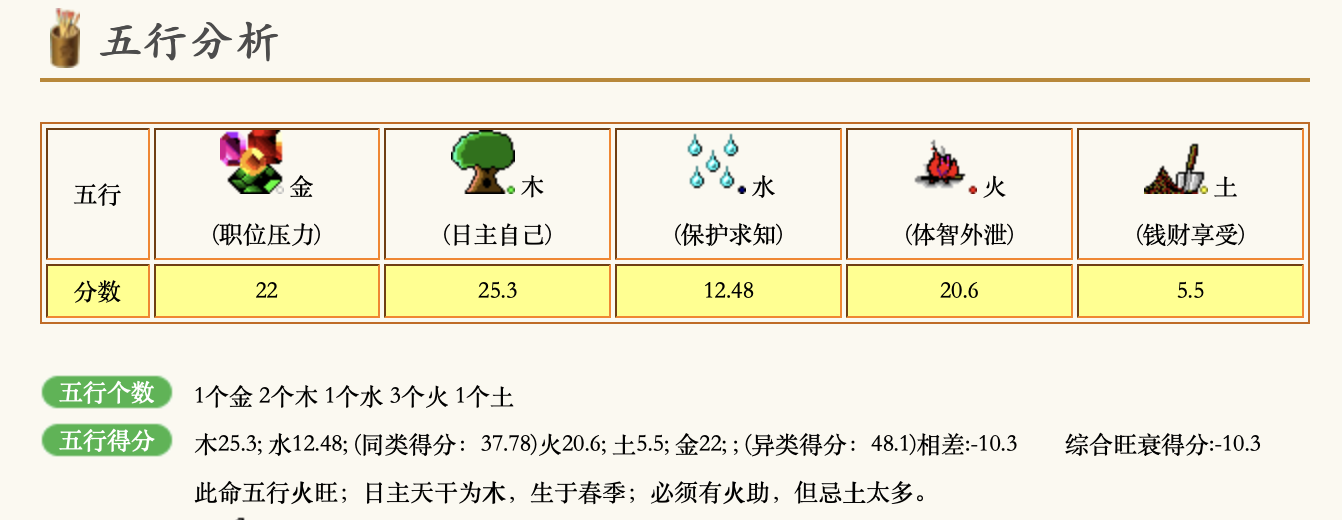 五行分析
五行 金 木 水 火 土
(职位压力) (日主自己) (保护求知) (体智外泄) (钱财享受)
分数 22 25.3 12.48 20.6 5.5
五行个数 1个金 2个木 1个水 3个火 1个土
五行得分 木25.3; 水12.48; (同类得分：37.78)火20.6; 土5.5; 金22; ; (异类得分：48.1)相差:-10.3 综合旺衰得分:-10.3
此命五行火旺；日主天干为木，生于春季；必须有火助，但忌土太多。